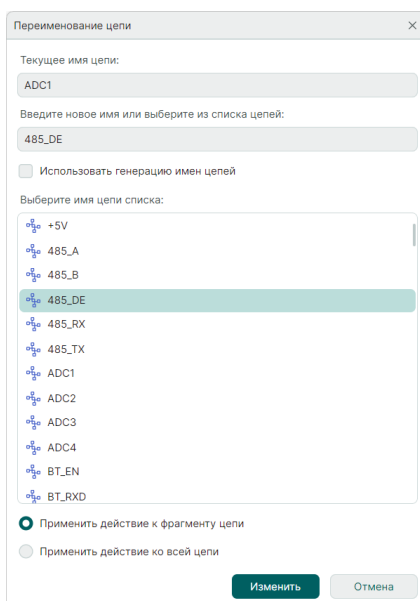 Переименование цепи
Текущее имя цепи:
ADC1
Введите новое имя или выберите из списка цепей:
485_DE
Использовать генерацию имен цепей
Выберите имя цепи списка:
+5V
485_A
485_B
485_DE
485_RX
485_TX
ADC1
ADC2
ADC3
ADC4
BT_EN
BT_RXD
Применить действие к фрагменту цепи
Применить действие ко всей цепи
Изменить
Отмена